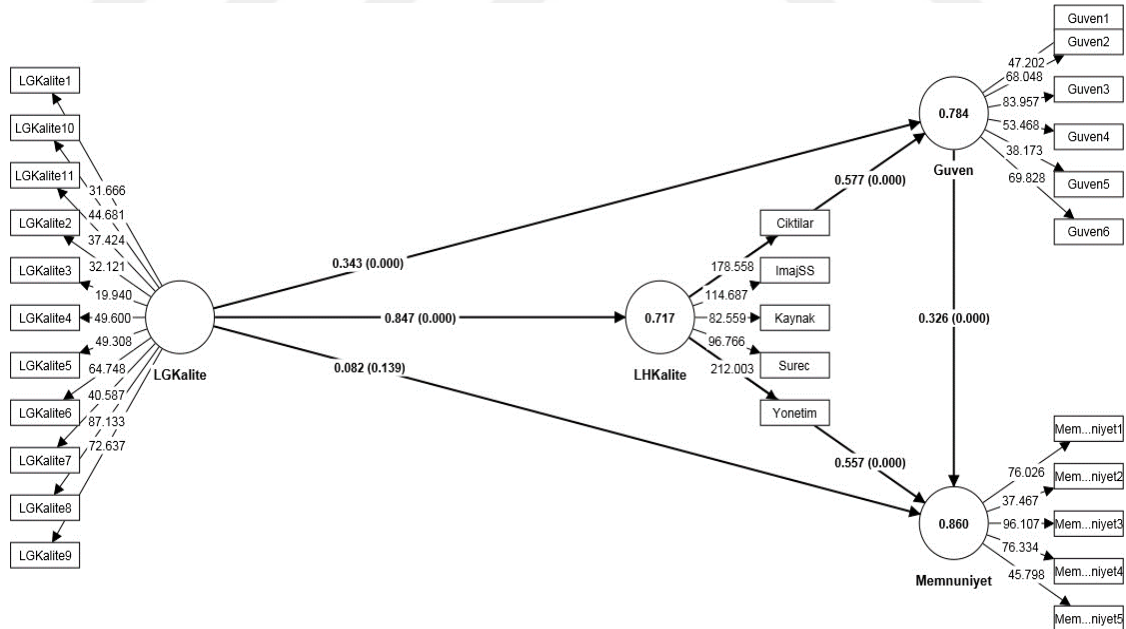 Guven1
Guven2
Guven3
Guven4
Guven5
Guven6
47.202
68.048
83.957
53.468
38.173
69.828
0.784
Guven
LGKalite1
LGKalite10
LGKalite11
LGKalite2
LGKalite3
LGKalite4
LGKalite5
LGKalite6
LGKalite7
LGKalite8
LGKalite9
31.666
44.681
37.424
32.121
19.940
49.600
49.308
64.748
40.587
87.133
72.637
LGKalite
0.343 (0.000)
0.847 (0.000)
0.082 (0.139)
0.577 (0.000)
0.326 (0.000)
0.557 (0.000)
0.717
LHKalite
178.558
114.687
82.559
96.766
212.003
Ciktilar
ImajSS
Kaynak
Surec
Yonetim
0.860
Memnuniyet
76.026
37.467
96.107
76.334
45.798
Mem...niyet1
Mem...niyet2
Mem...niyet3
Mem...niyet4
Mem...niyet5